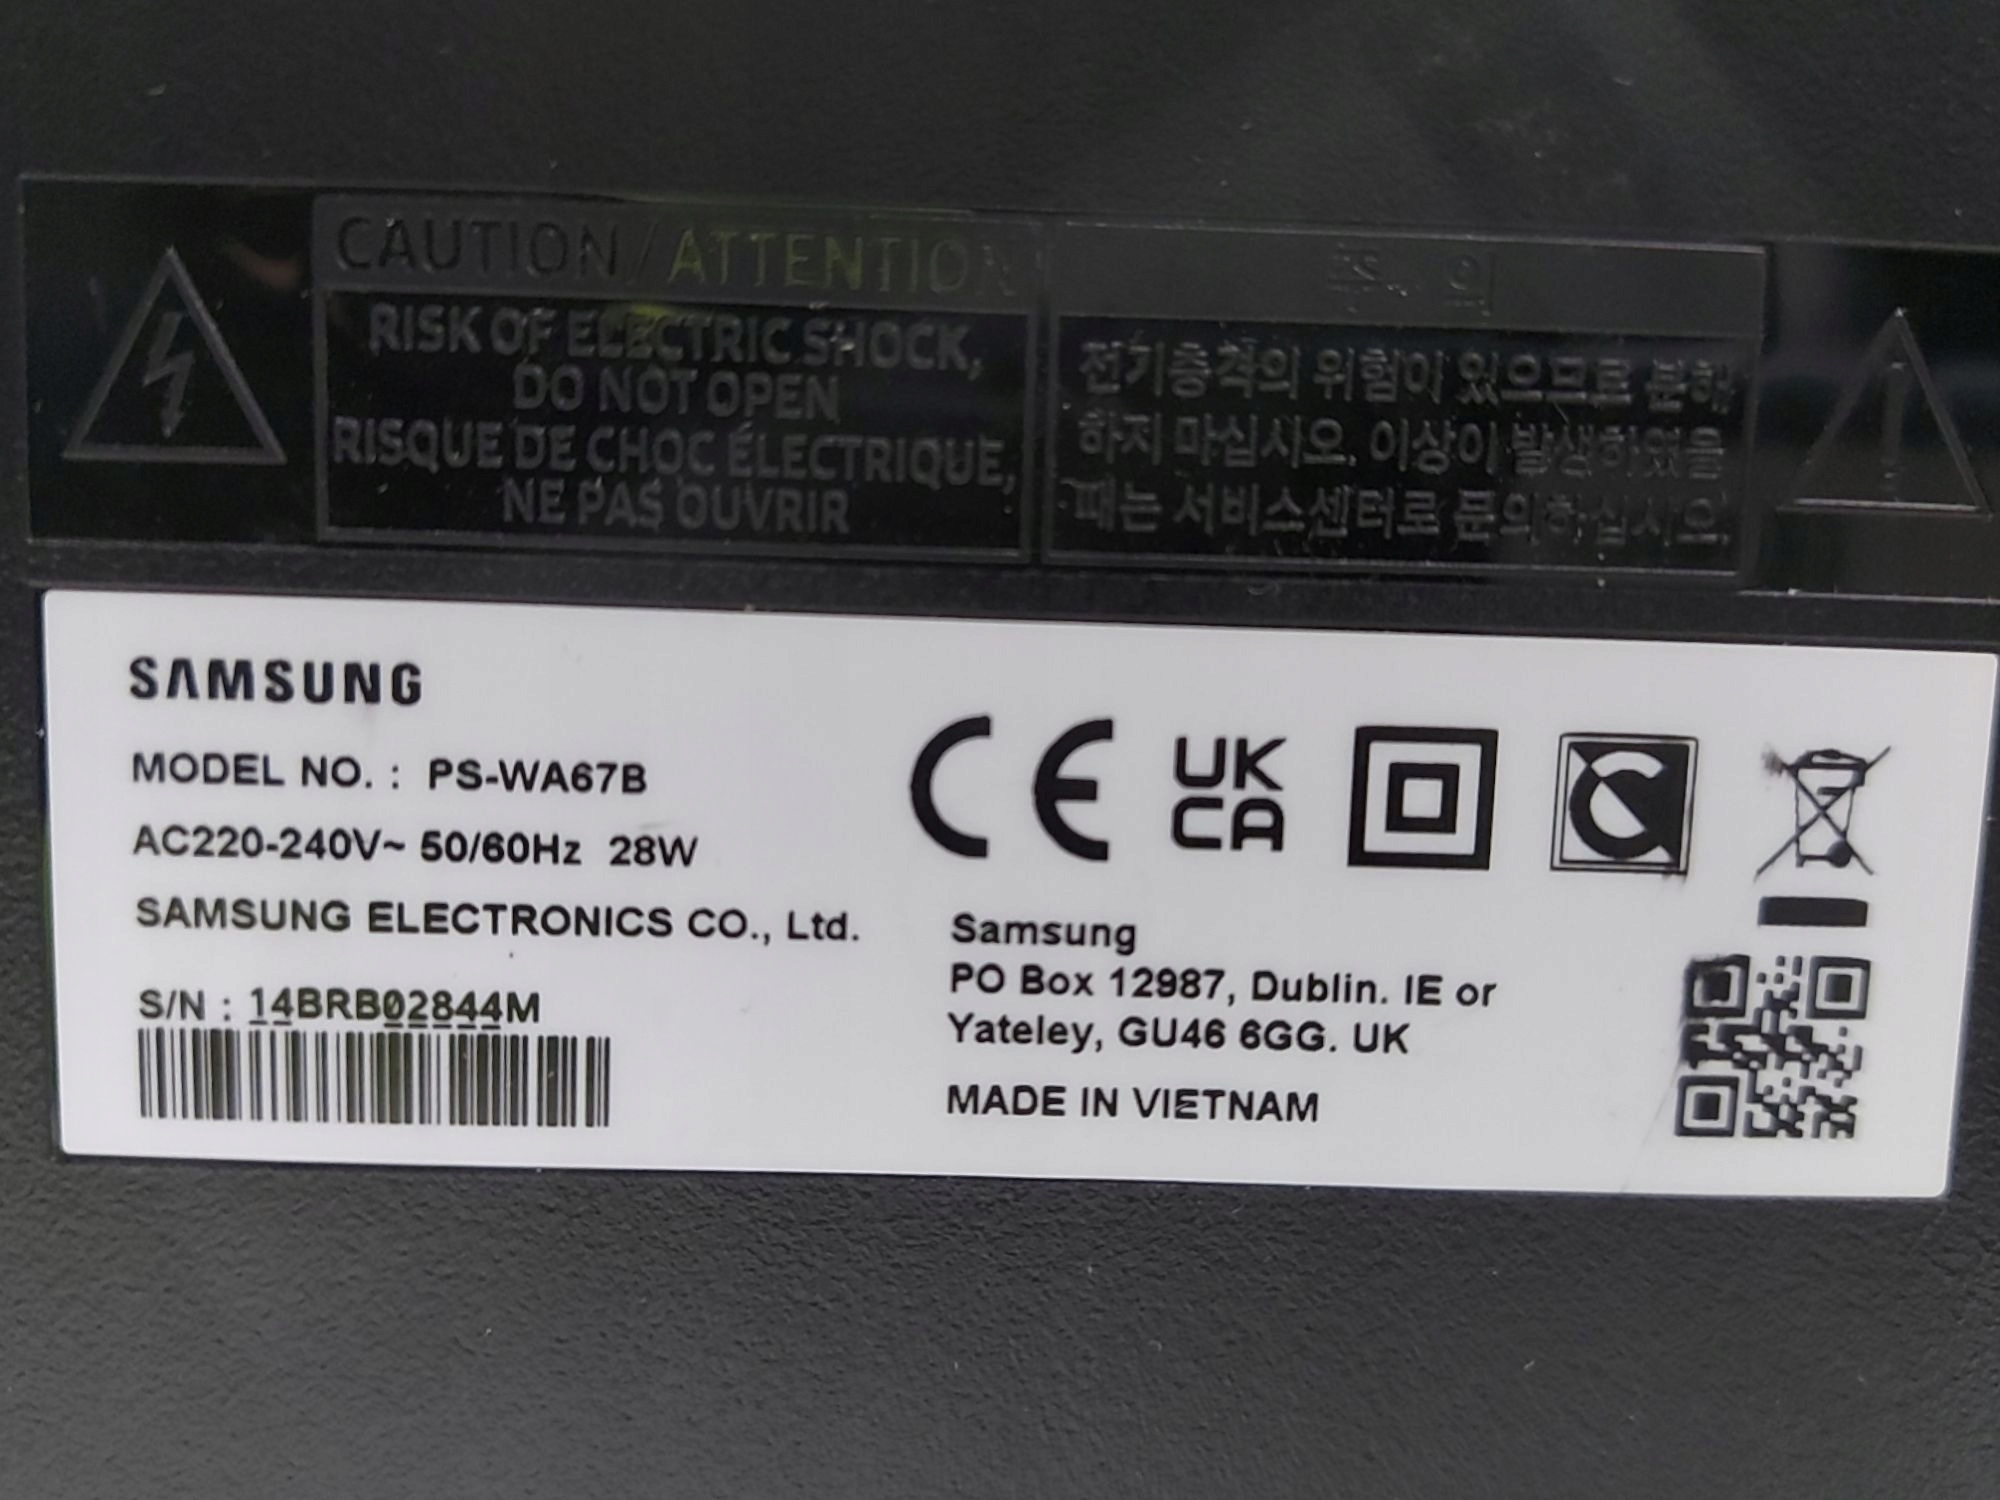 CAUTION/ATTENTION
RISK OF ELECTRIC SHOCK,
DO NOT OPEN
RISQUE DE CHOC ÉLECTRIQUE,
NE PAS OUVRIR
주 의
전기충격의 위험이 있으므로 분해
하지 마십시오. 이상이 발생하였을
때는 서비스센터로 문의하십시오.
SAMSUNG
MODEL NO. : PS-WA67B
AC220-240V~ 50/60Hz 28W
SAMSUNG ELECTRONICS CO., Ltd.
S/N : 14BRB02844M
CE
UK
CA
Samsung
PO Box 12987, Dublin. IE or
Yateley, GU46 6GG. UK
MADE IN VIETNAM